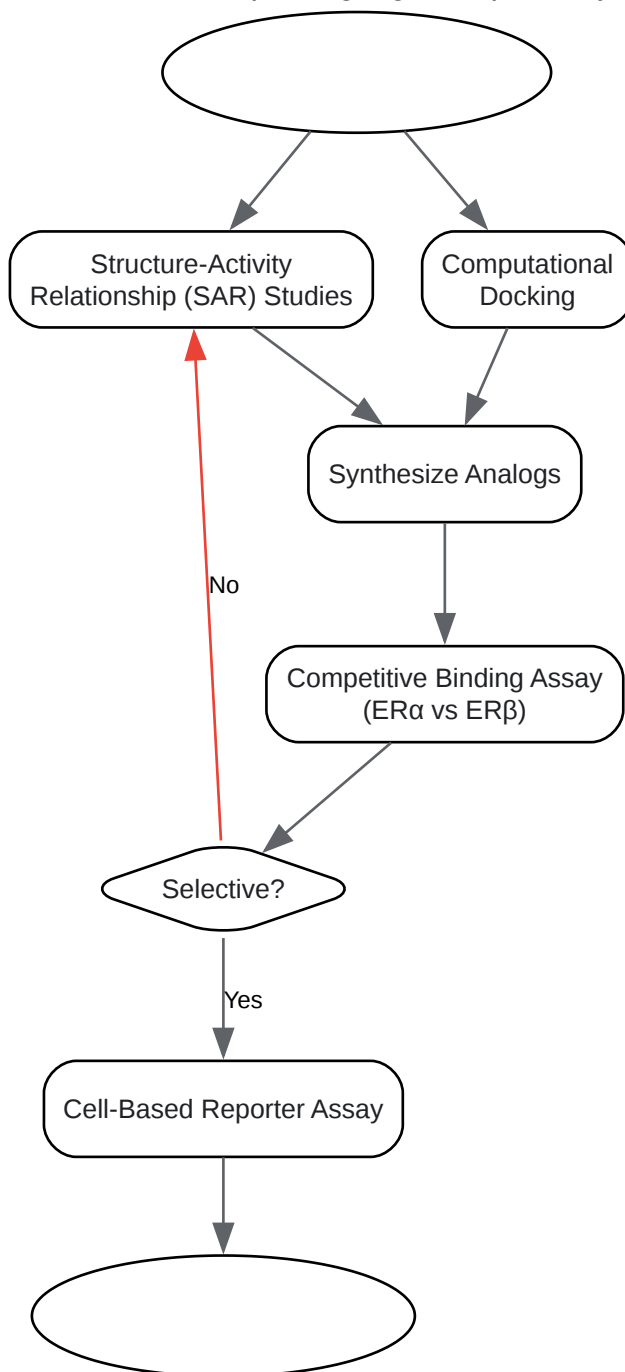 Structure-Activity
Relationship (SAR) Studies
Computational
Docking
Synthesize Analogs
No
Competitive Binding Assay
(ERα vs ERβ)
Selective?
Yes
Cell-Based Reporter Assay